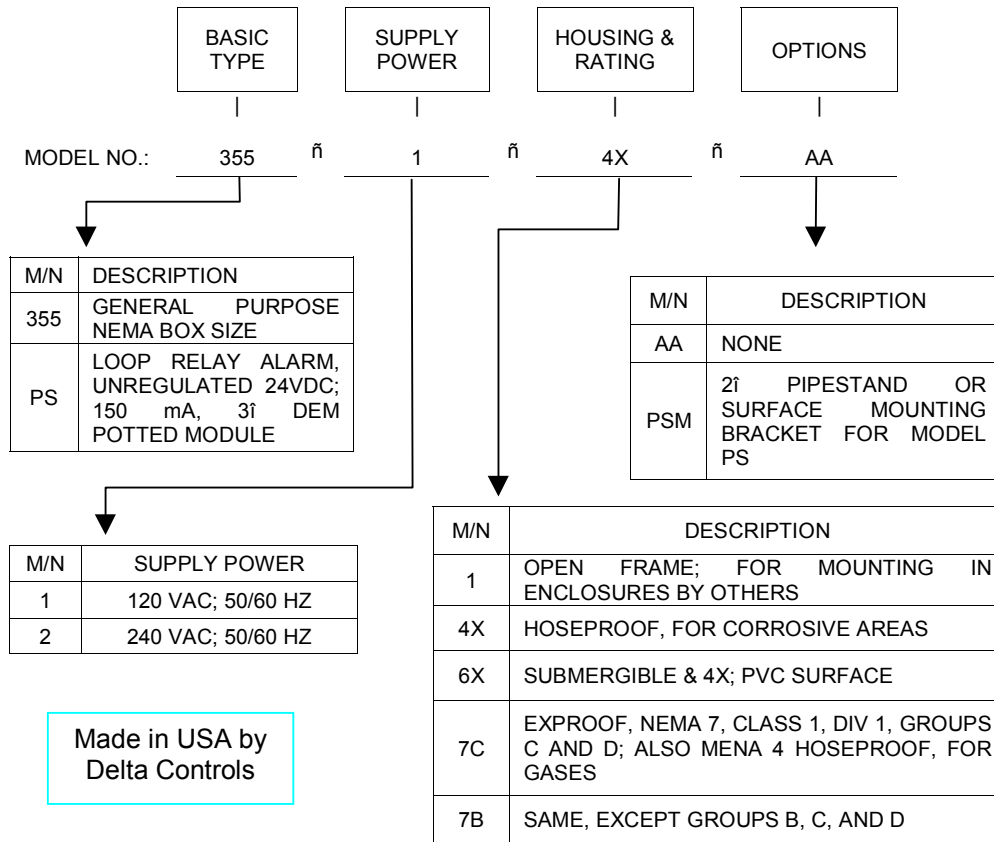 BASIC
TYPE
SUPPLY
POWER
HOUSING &
RATING
OPTIONS
| | | |
MODEL NO.: 355 ñ 1 ñ 4X ñ AA
M/N DESCRIPTION
355 GENERAL PURPOSE
NEMA BOX SIZE
PS LOOP RELAY ALARM,
UNREGULATED 24VDC;
150 mA, 3î DEM
POTTED MODULE
M/N DESCRIPTION
AA NONE
PSM 2î PIPESTAND OR
SURFACE MOUNTING
BRACKET FOR MODEL
PS
M/N SUPPLY POWER
1 120 VAC; 50/60 HZ
2 240 VAC; 50/60 HZ
M/N DESCRIPTION
1 OPEN FRAME; FOR MOUNTING IN
ENCLOSURES BY OTHERS
4X HOSEPROOF, FOR CORROSIVE AREAS
6X SUBMERGIBLE & 4X; PVC SURFACE
7C EXPROOF, NEMA 7, CLASS 1, DIV 1, GROUPS
C AND D; ALSO MENA 4 HOSEPROOF, FOR
GASES
7B SAME, EXCEPT GROUPS B, C, AND D
Made in USA by
Delta Controls